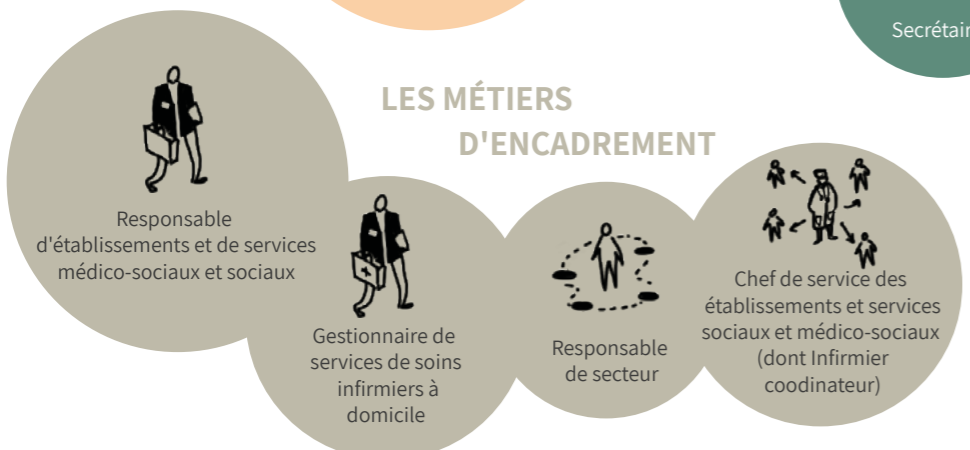 Secrétair
LES MÉTIERS
D'ENCADREMENT
Responsable
d'établissements et de services
médico-sociaux et sociaux
Gestionnaire de
services de soins
infirmiers à
domicile
Responsable
de secteur
Chef de service des
établissements et services
sociaux et médico-sociaux
(dont Infirmier
coodinateur)